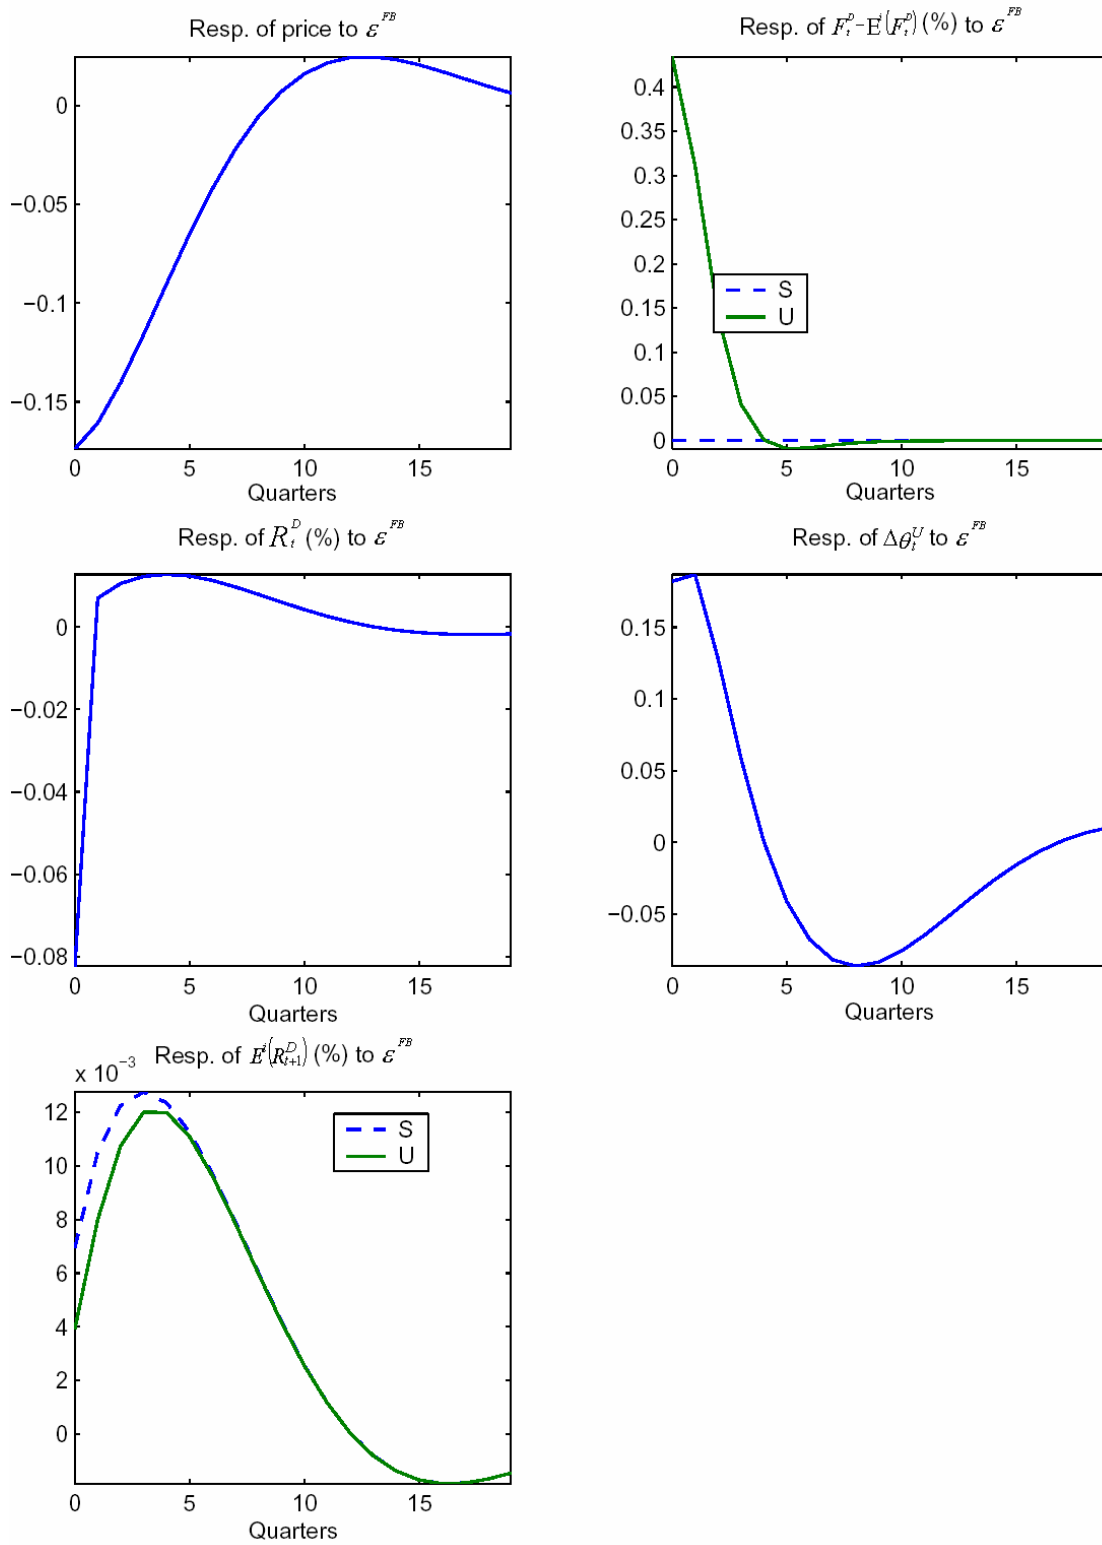 Resp. of price to ε^FB
0
−0.05
−0.1
−0.15
0 5 10 15
Quarters
Resp. of F_t^D − E^i(F_t^D) (%) to ε^FB
0.4
0.35
0.3
0.25
0.2
0.15
0.1
0.05
0
S
U
0 5 10 15
Quarters
Resp. of R_t^D (%) to ε^FB
0
−0.02
−0.04
−0.06
−0.08
0 5 10 15
Quarters
Resp. of Δθ_t^U to ε^FB
0.15
0.1
0.05
0
−0.05
0 5 10 15
Quarters
Resp. of E^i(R_{t+1}^D) (%) to ε^FB
x 10^−3
12
10
8
6
4
2
0
S
U
0 5 10 15
Quarters